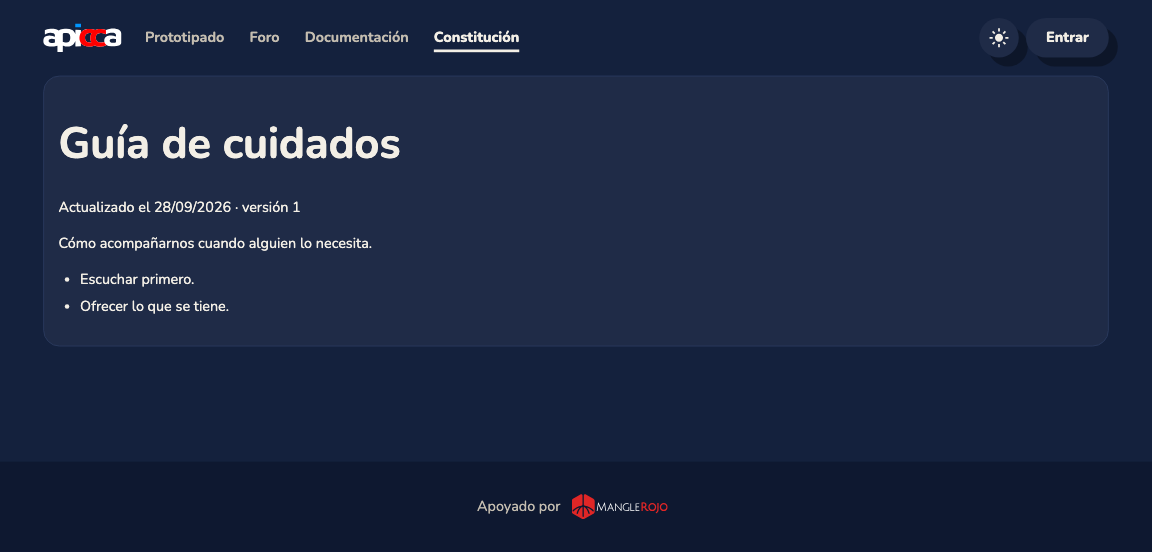 apicca
Prototipado
Foro
Documentación
Constitución
Entrar
Guía de cuidados
Actualizado el 28/09/2026 · versión 1
Cómo acompañarnos cuando alguien lo necesita.
• Escuchar primero.
• Ofrecer lo que se tiene.
Apoyado por MANGLEROJO